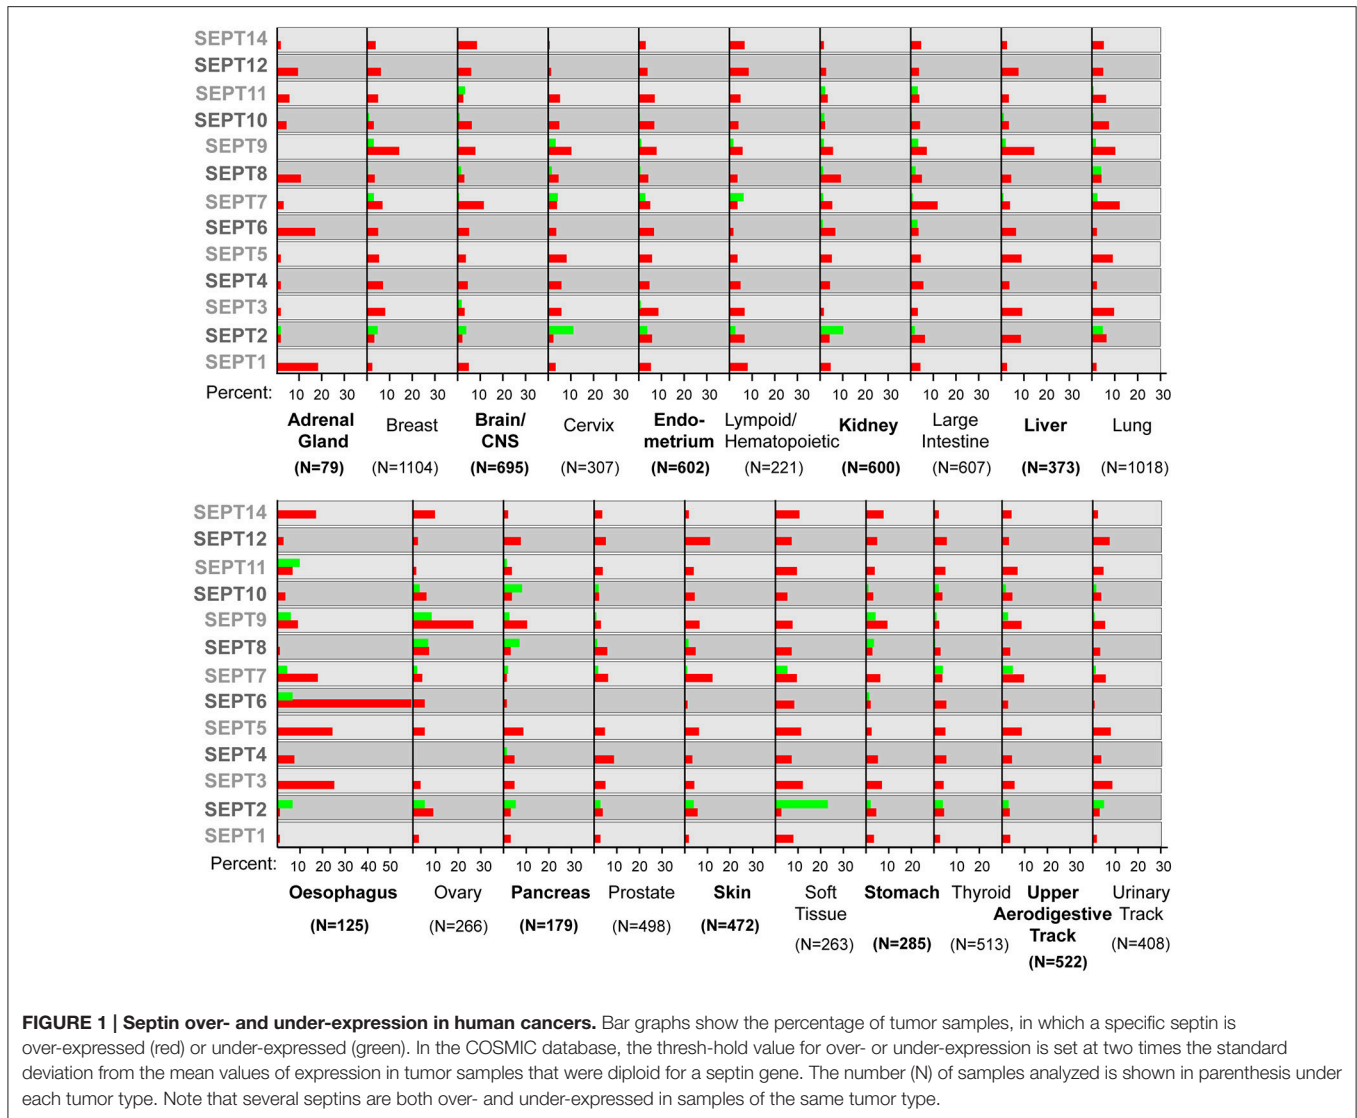 SEPT14
SEPT12
SEPT11
SEPT10
SEPT9
SEPT8
SEPT7
SEPT6
SEPT5
SEPT4
SEPT3
SEPT2
SEPT1
Percent: 10 20 30 10 20 30 10 20 30 10 20 30 10 20 30 10 20 30 10 20 30 10 20 30 10 20 30 10 20 30
Adrenal Gland
(N=79)
Breast
(N=1104)
Brain/
CNS
(N=695)
Cervix
(N=307)
Endo-
metrium
(N=602)
Lympoid/
Hematopoietic
(N=221)
Kidney
(N=600)
Large
Intestine
(N=607)
Liver
(N=373)
Lung
(N=1018)
SEPT14
SEPT12
SEPT11
SEPT10
SEPT9
SEPT8
SEPT7
SEPT6
SEPT5
SEPT4
SEPT3
SEPT2
SEPT1
Percent: 10 20 30 40 50 10 20 30 10 20 30 10 20 30 10 20 30 10 20 30 10 20 10 20 10 20 30 10 20 30
Oesophagus
(N=125)
Ovary
(N=266)
Pancreas
(N=179)
Prostate
(N=498)
Skin
(N=472)
Soft
Tissue
(N=263)
Stomach
(N=285)
Thyroid
(N=513)
Upper
Aerodigestive
Track
(N=522)
Urinary
Track
(N=408)
FIGURE 1 | Septin over- and under-expression in human cancers. Bar graphs show the percentage of tumor samples, in which a specific septin is
over-expressed (red) or under-expressed (green). In the COSMIC database, the thresh-hold value for over- or under-expression is set at two times the standard
deviation from the mean values of expression in tumor samples that were diploid for a septin gene. The number (N) of samples analyzed is shown in parenthesis under
each tumor type. Note that several septins are both over- and under-expressed in samples of the same tumor type.